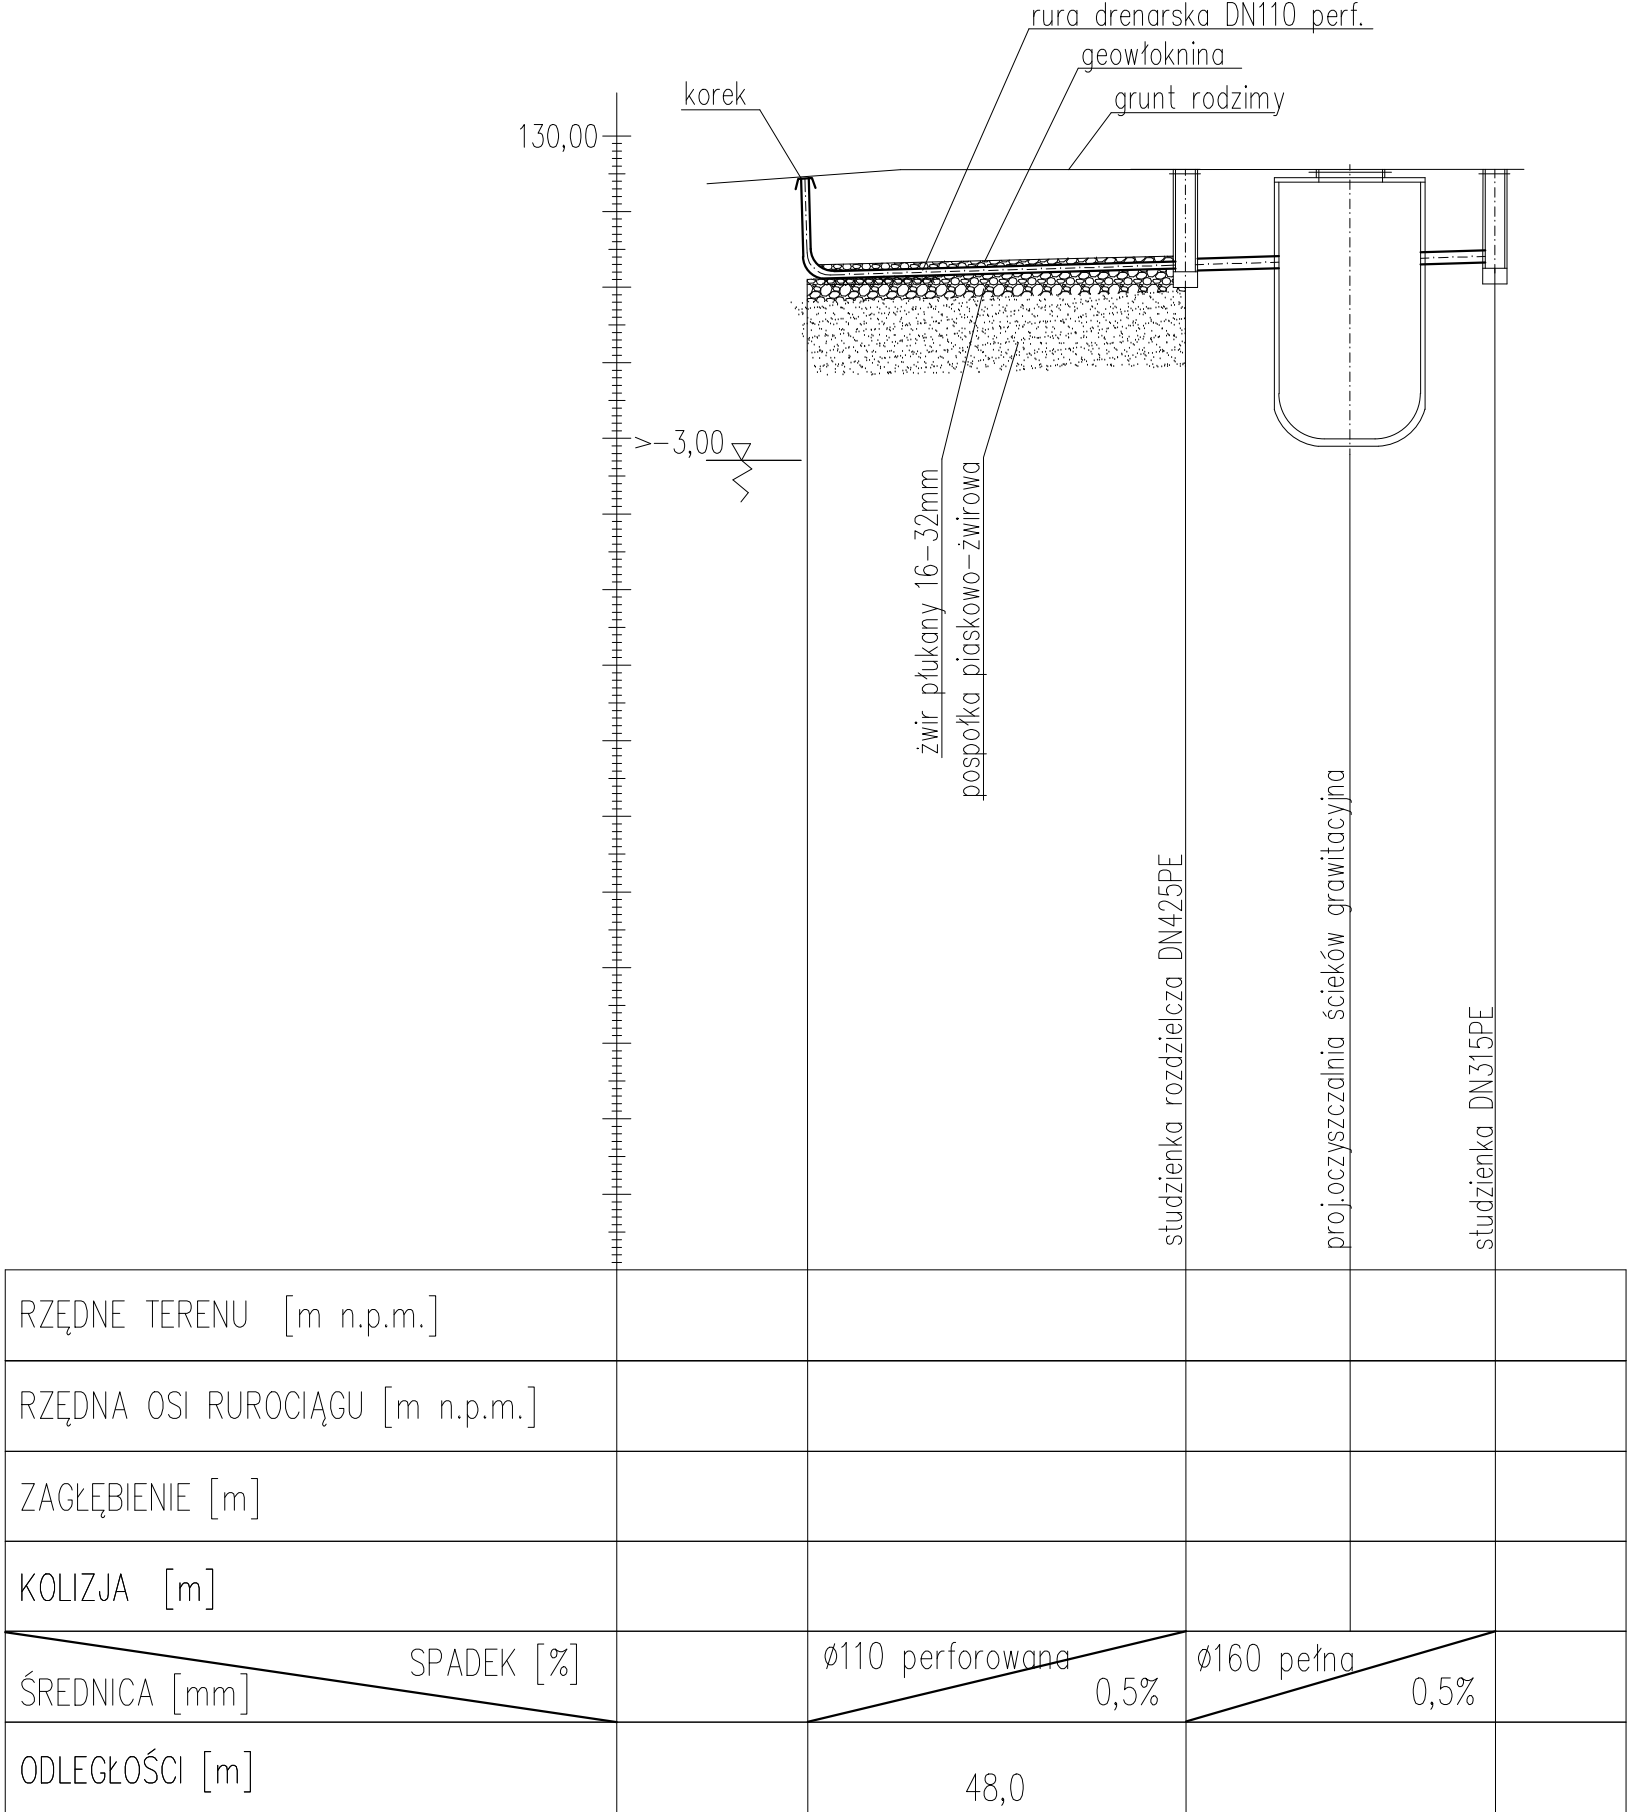 rura drenarska DN110 perf.
geowłoknina
korek
grunt rodzimy
130,00
>-3,00
żwir płukany 16-32mm
pospołka piaskowo-żwirowa
studzienka rozdzielcza DN425PE
proj.oczyszczalnia ścieków grawitacyjna
studzienka DN315PE
RZĘDNE TERENU [m n.p.m.]
RZĘDNA OSI RUROCIĄGU [m n.p.m.]
ZAGŁĘBIENIE [m]
KOLIZJA [m]
SPADEK [%]
ŚREDNICA [mm]
ø110 perforowana
0,5%
ø160 pełna
0,5%
ODLEGŁOŚCI [m]
48,0